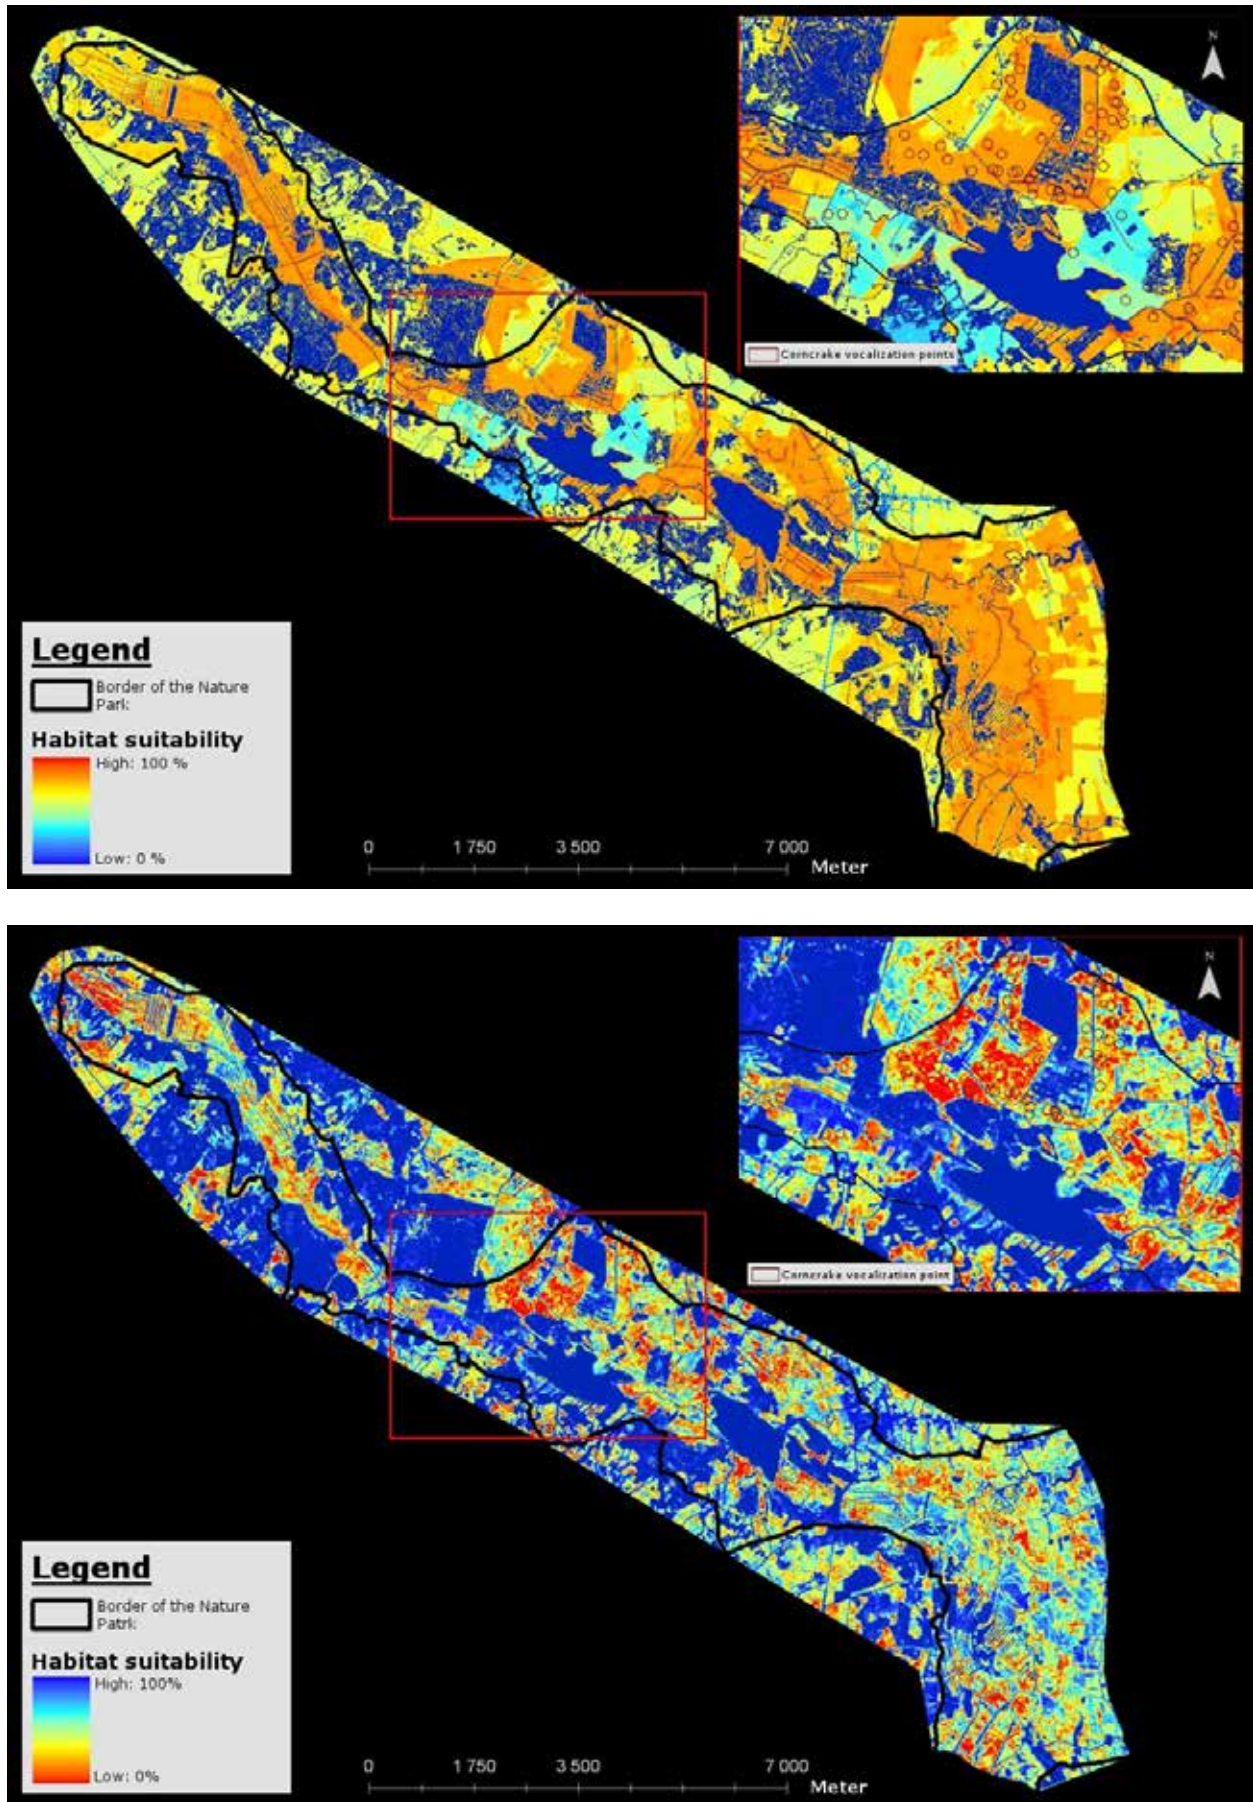 N
Corncrake vocalization points
Legend
Border of the Nature
Park
Habitat suitability
High: 100 %
Low: 0 %
0 1 750 3 500 7 000
Meter
N
Corncrake vocalization point
Legend
Border of the Nature
Patrk
Habitat suitability
High: 100%
Low: 0%
0 1 750 3 500 7 000
Meter